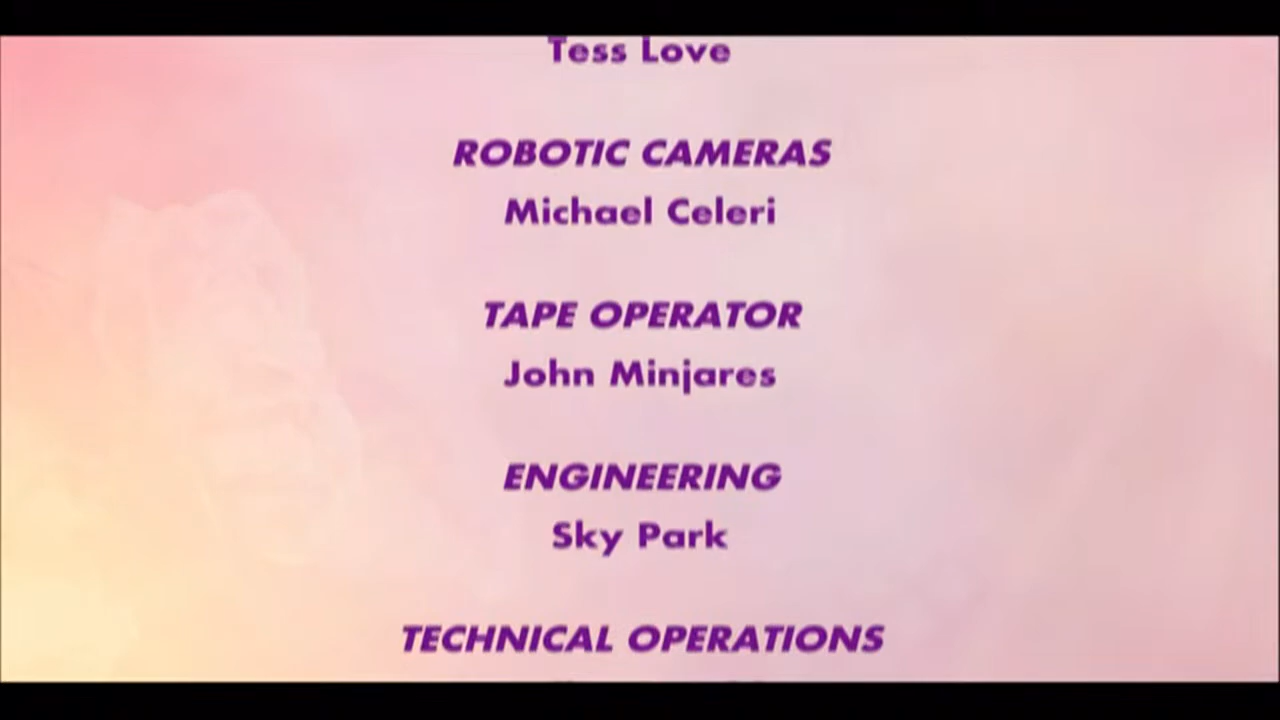 Tess Love
ROBOTIC CAMERAS
Michael Celeri
TAPE OPERATOR
John Minjares
ENGINEERING
Sky Park
TECHNICAL OPERATIONS